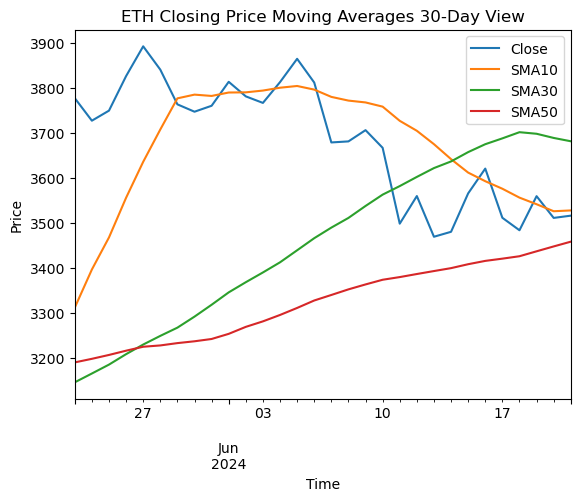 ETH Closing Price Moving Averages 30-Day View
3900
3800
3700
3600
3500
3400
3300
3200
Price
Close
SMA10
SMA30
SMA50
27
03
10
17
Jun
2024
Time